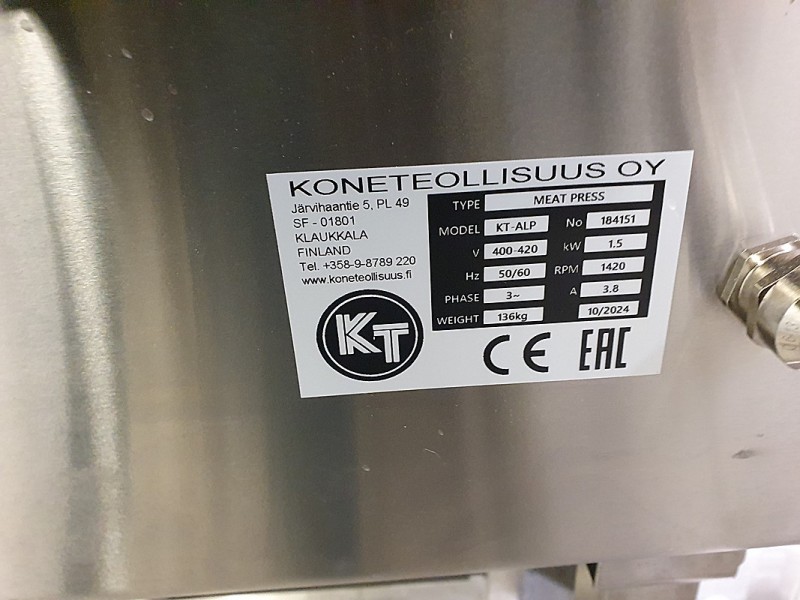 KONETEOLLISUUS OY
Järvihaantie 5, PL 49
SF - 01801
KLAUKKALA
FINLAND
Tel. +358-9-8789 220
www.koneteollisuus.fi
KT
TYPE MEAT PRESS
MODEL KT-ALP No 184151
V 400-420 kW 1.5
Hz 50/60 RPM 1420
PHASE 3~ A 3.8
WEIGHT 136kg 10/2024
CE EAC